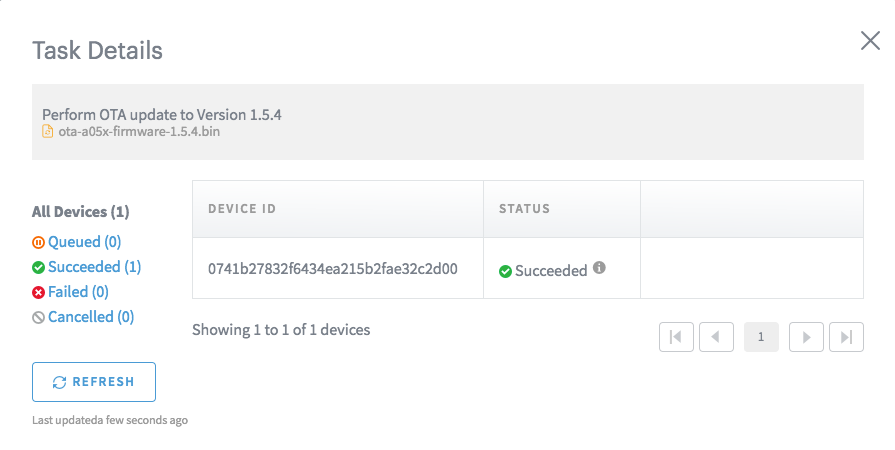 Task Details
Perform OTA update to Version 1.5.4
ota-a05x-firmware-1.5.4.bin
All Devices (1)
Queued (0)
Succeeded (1)
Failed (0)
Cancelled (0)
REFRESH
Last updateda few seconds ago
DEVICE ID STATUS
0741b27832f6434ea215b2fae32c2d00 Succeeded
Showing 1 to 1 of 1 devices
1